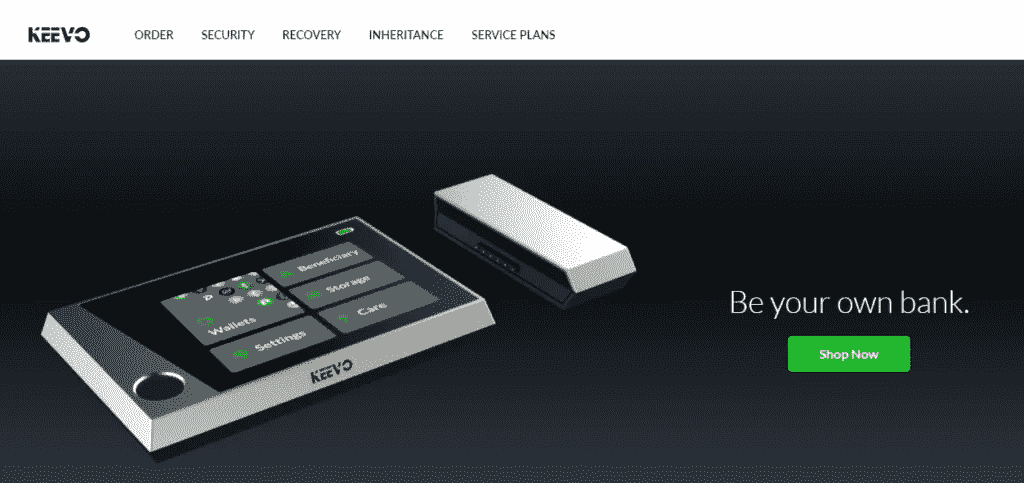 KEEVO
ORDER SECURITY RECOVERY INHERITANCE SERVICE PLANS
Beneficiary
Storage
Wallets
Care
Settings
KEEVO
Be your own bank.
Shop Now